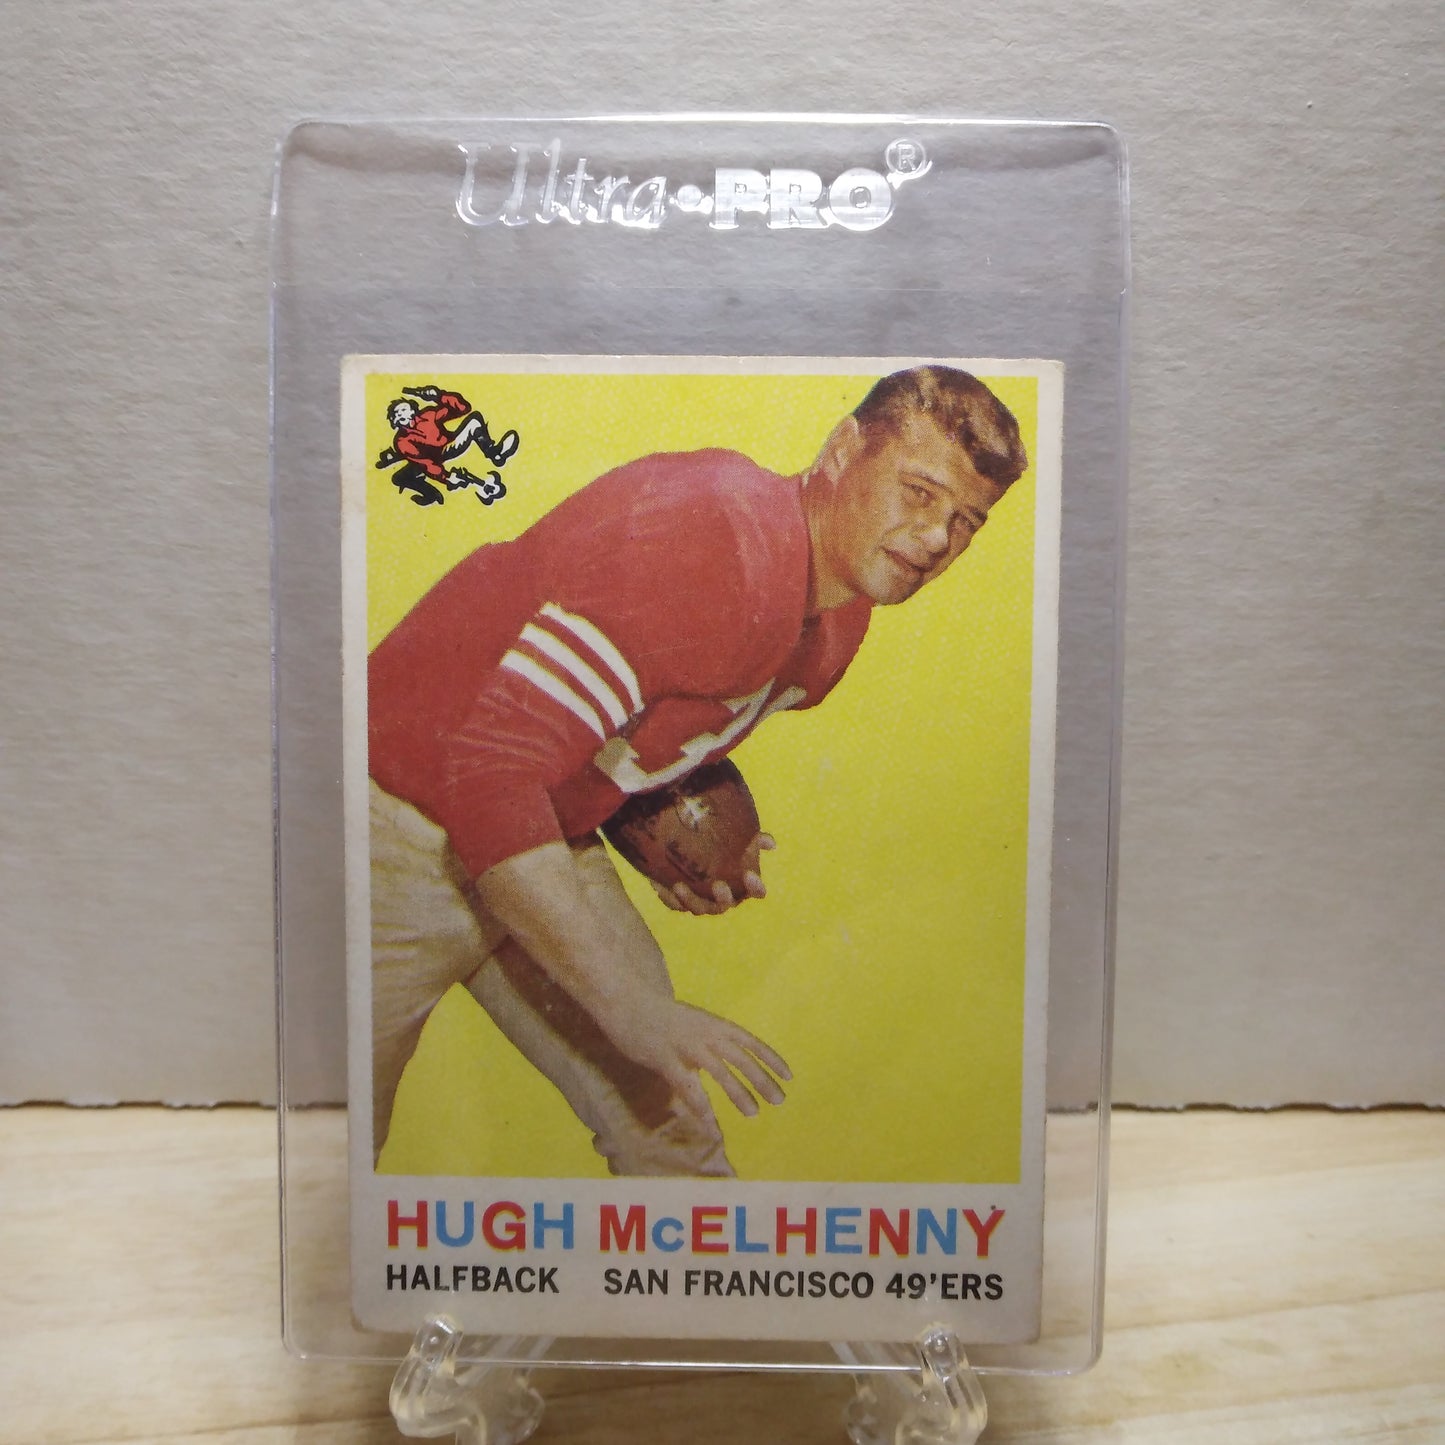 Ultra•PRO®
HUGH McELHENNY
HALFBACK SAN FRANCISCO 49'ERS